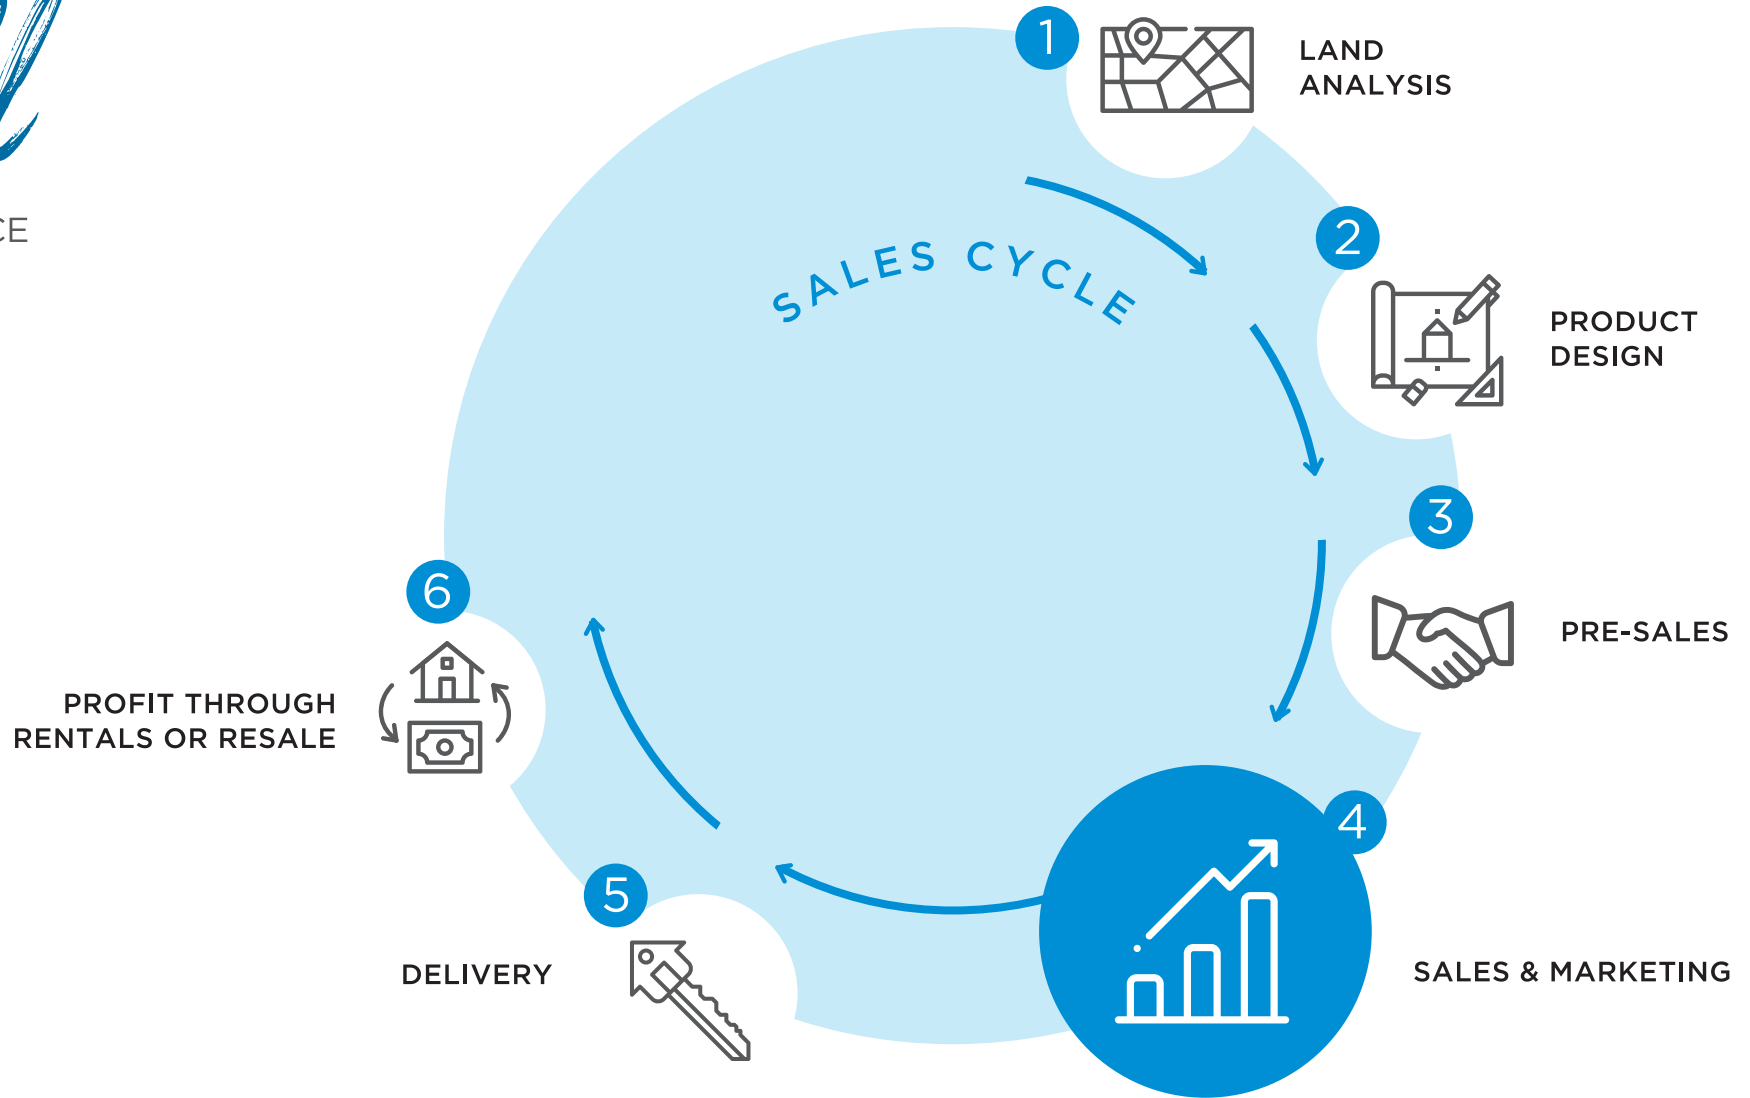 SALES CYCLE
1
LAND
ANALYSIS
2
PRODUCT
DESIGN
3
PRE-SALES
4
SALES & MARKETING
5
DELIVERY
6
PROFIT THROUGH
RENTALS OR RESALE